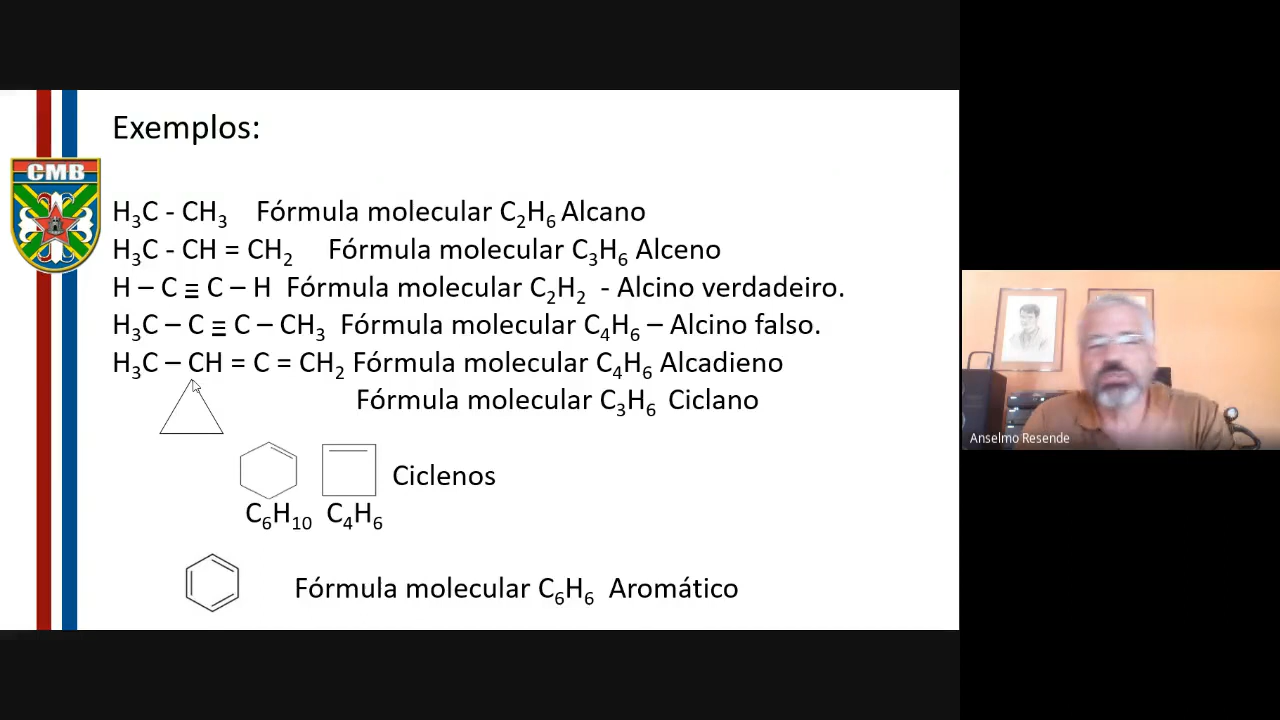 Exemplos:
CMB
H₃C - CH₃ Fórmula molecular C₂H₆ Alcano
H₃C - CH = CH₂ Fórmula molecular C₃H₆ Alceno
H – C ≡ C – H Fórmula molecular C₂H₂ - Alcino verdadeiro.
H₃C – C ≡ C – CH₃ Fórmula molecular C₄H₆ – Alcino falso.
H₃C – CH = C = CH₂ Fórmula molecular C₄H₆ Alcadieno
Fórmula molecular C₃H₆ Ciclano
Ciclenos
C₆H₁₀ C₄H₆
Fórmula molecular C₆H₆ Aromático
Anselmo Resende